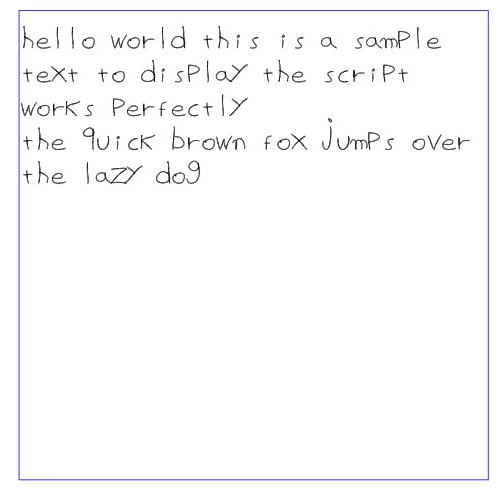 hello world this is a sample
text to display the script
works perfectly
the quick brown fox jumps over
the lazy dog